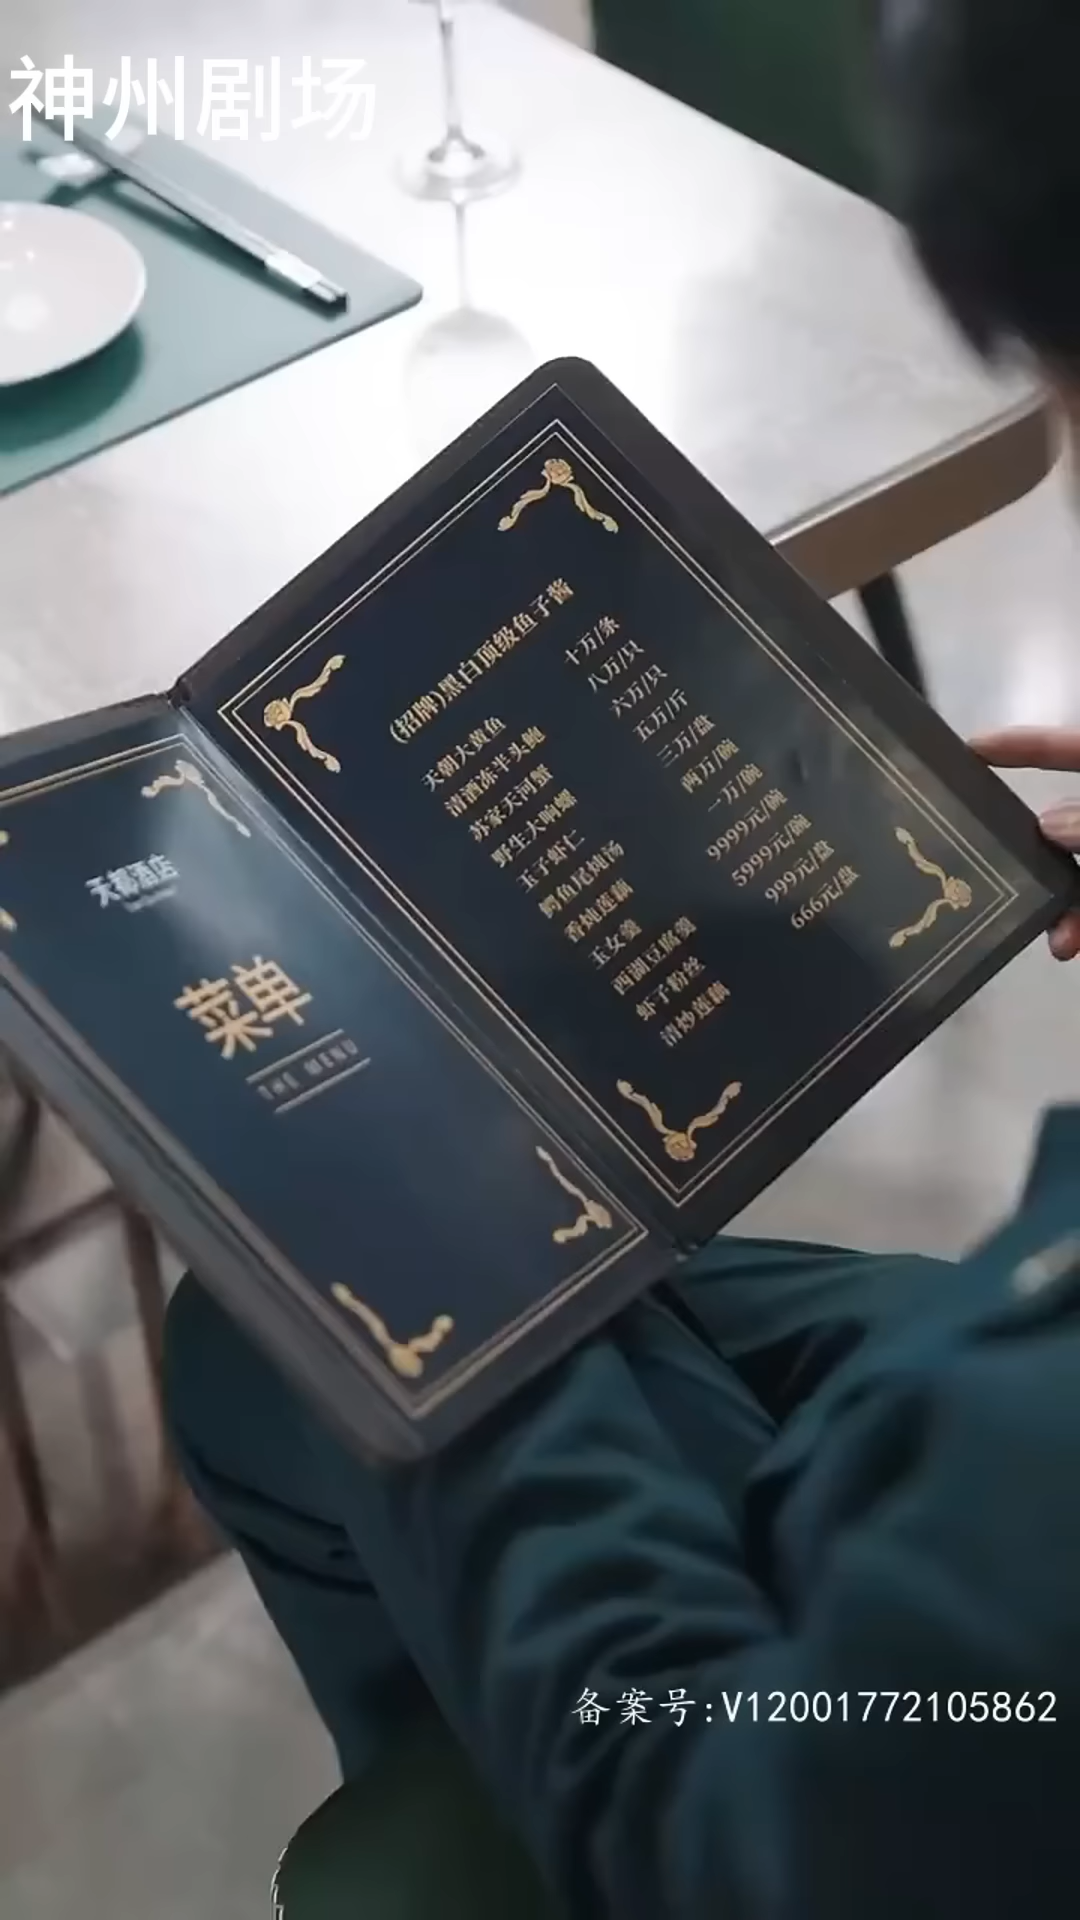 神州剧场
天都酒店
菜单
THE MENU
(招牌)黑白顶级鱼子酱
天朝大黄鱼 十万/条
清酒冻半头鲍 八万/只
苏家天河蟹 六万/只
野生大响螺 五万/斤
玉子虾仁 三万/盘
鳄鱼尾炖汤 两万/碗
香炖莲藕 一万/碗
玉女羹 9999元/碗
西湖豆腐羹 5999元/碗
虾子粉丝 999元/盘
清炒莲藕 666元/盘
备案号:V12001772105862